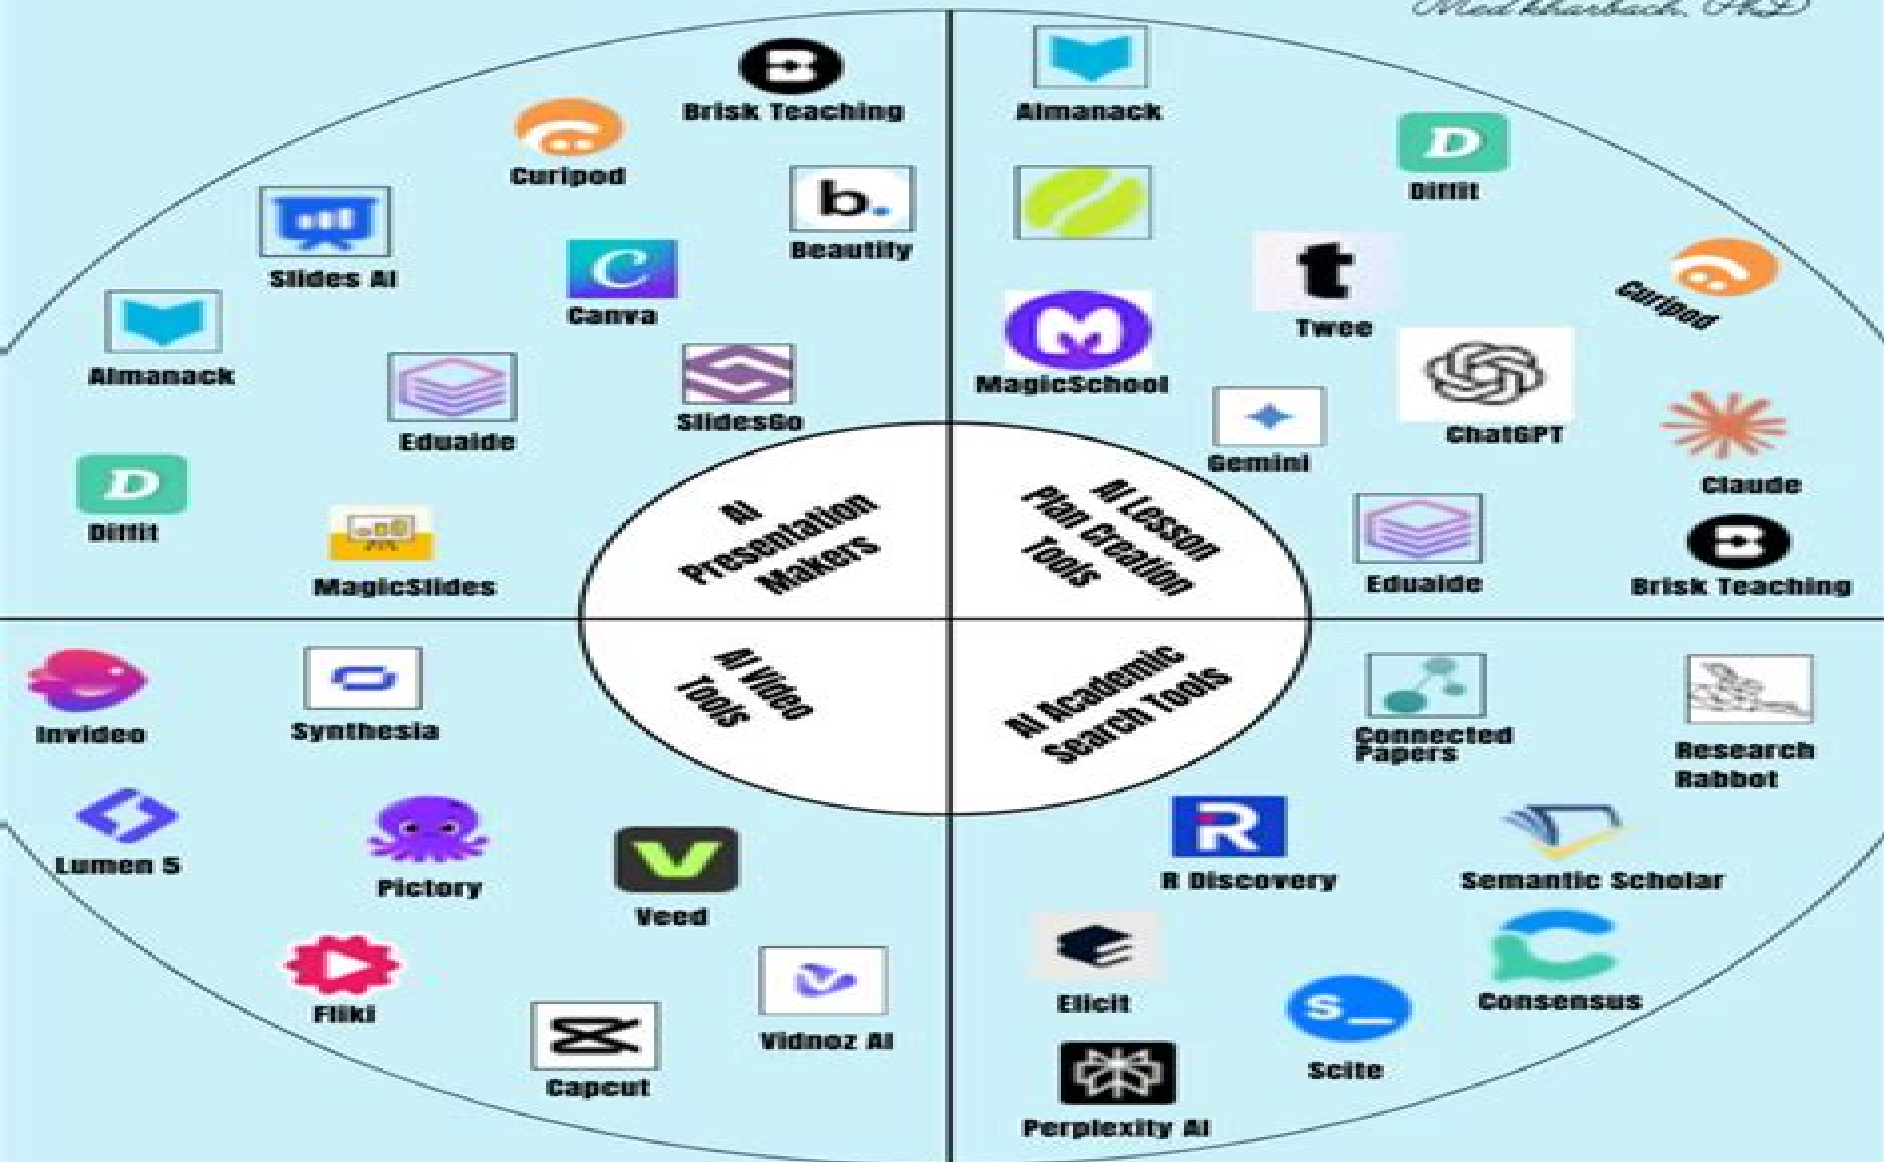 Med Kharbach, PhD
Brisk Teaching
Curipod
Beautify
Slides AI
Canva
Almanack
SlidesGo
Eduaide
Diffit
MagicSlides
AI
Presentation
Makers
Almanack
Diffit
Curipod
Twee
MagicSchool
ChatGPT
Gemini
Claude
Eduaide
Brisk Teaching
AI Lesson
Plan Creation
Tools
Invideo
Synthesia
Lumen 5
Pictory
Veed
Fliki
Vidnoz AI
Capcut
AI Video
Tools
AI Academic
Search Tools
Connected
Papers
Research
Rabbot
R Discovery
Semantic Scholar
Elicit
Consensus
Scite
Perplexity AI